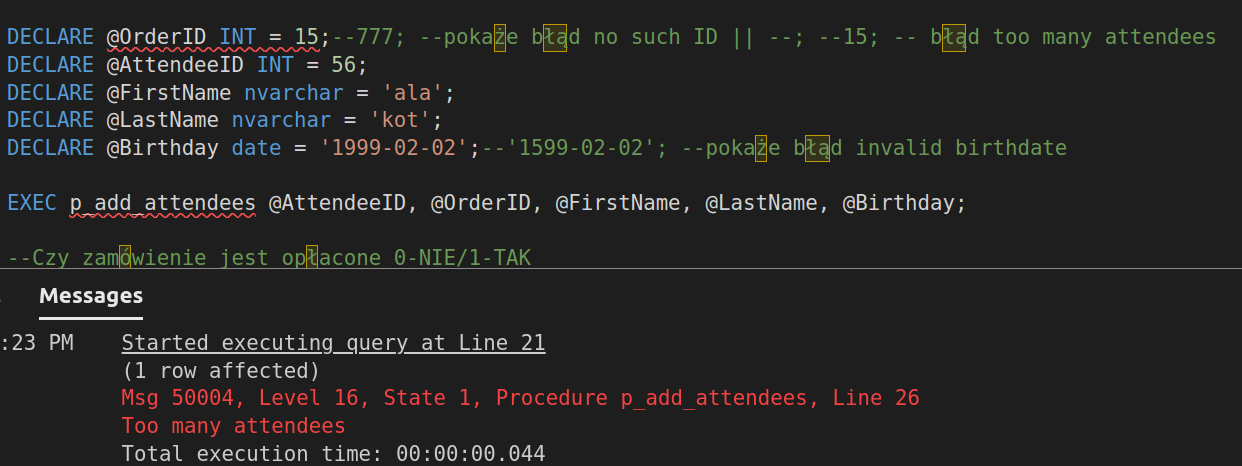 DECLARE @OrderID INT = 15;--777; --pokaże błąd no such ID || --; --15; -- błąd too many attendees
DECLARE @AttendeeID INT = 56;
DECLARE @FirstName nvarchar = 'ala';
DECLARE @LastName nvarchar = 'kot';
DECLARE @Birthday date = '1999-02-02';--'1599-02-02'; --pokaże błąd invalid birthdate
EXEC p_add_attendees @AttendeeID, @OrderID, @FirstName, @LastName, @Birthday;
--Czy zamówienie jest opłacone 0-NIE/1-TAK
Messages
:23 PM Started executing query at Line 21
(1 row affected)
Msg 50004, Level 16, State 1, Procedure p_add_attendees, Line 26
Too many attendees
Total execution time: 00:00:00.044